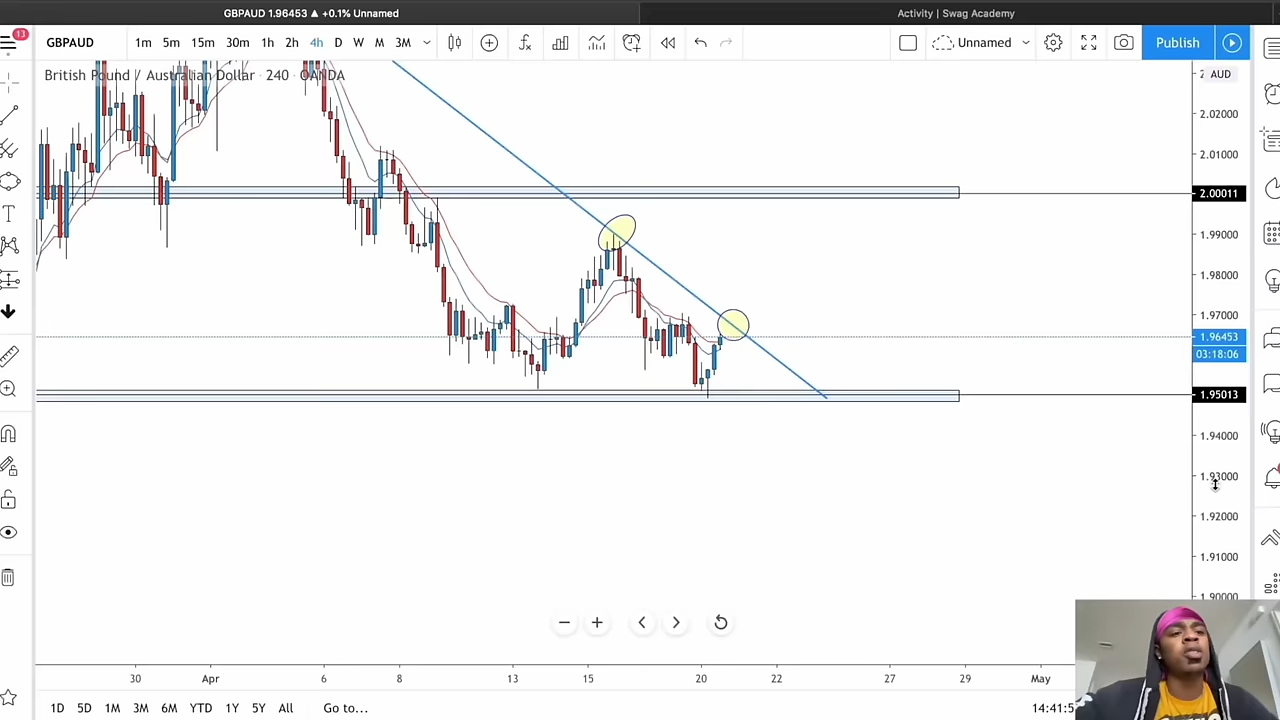 GBPAUD 1.96453 ▲ +0.1% Unnamed
Activity | Swag Academy
13
GBPAUD
1m 5m 15m 30m 1h 2h 4h D W M 3M
Unnamed
Publish
British Pound / Australian Dollar · 240 · OANDA
AUD
2.02000
2.01000
2.00011
1.99000
1.98000
1.97000
1.96453
03:18:06
1.95013
1.94000
1.93000
1.92000
1.91000
1.90000
30 Apr 6 8 13 15 20 22 27 29 May
1D 5D 1M 3M 6M YTD 1Y 5Y All Go to...
14:41:5